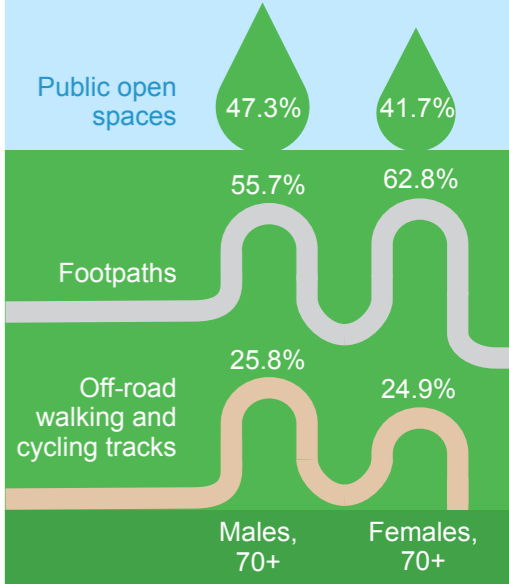 Public open
spaces
47.3%
41.7%
55.7%
62.8%
Footpaths
25.8%
24.9%
Off-road
walking and
cycling tracks
Males,
70+
Females,
70+